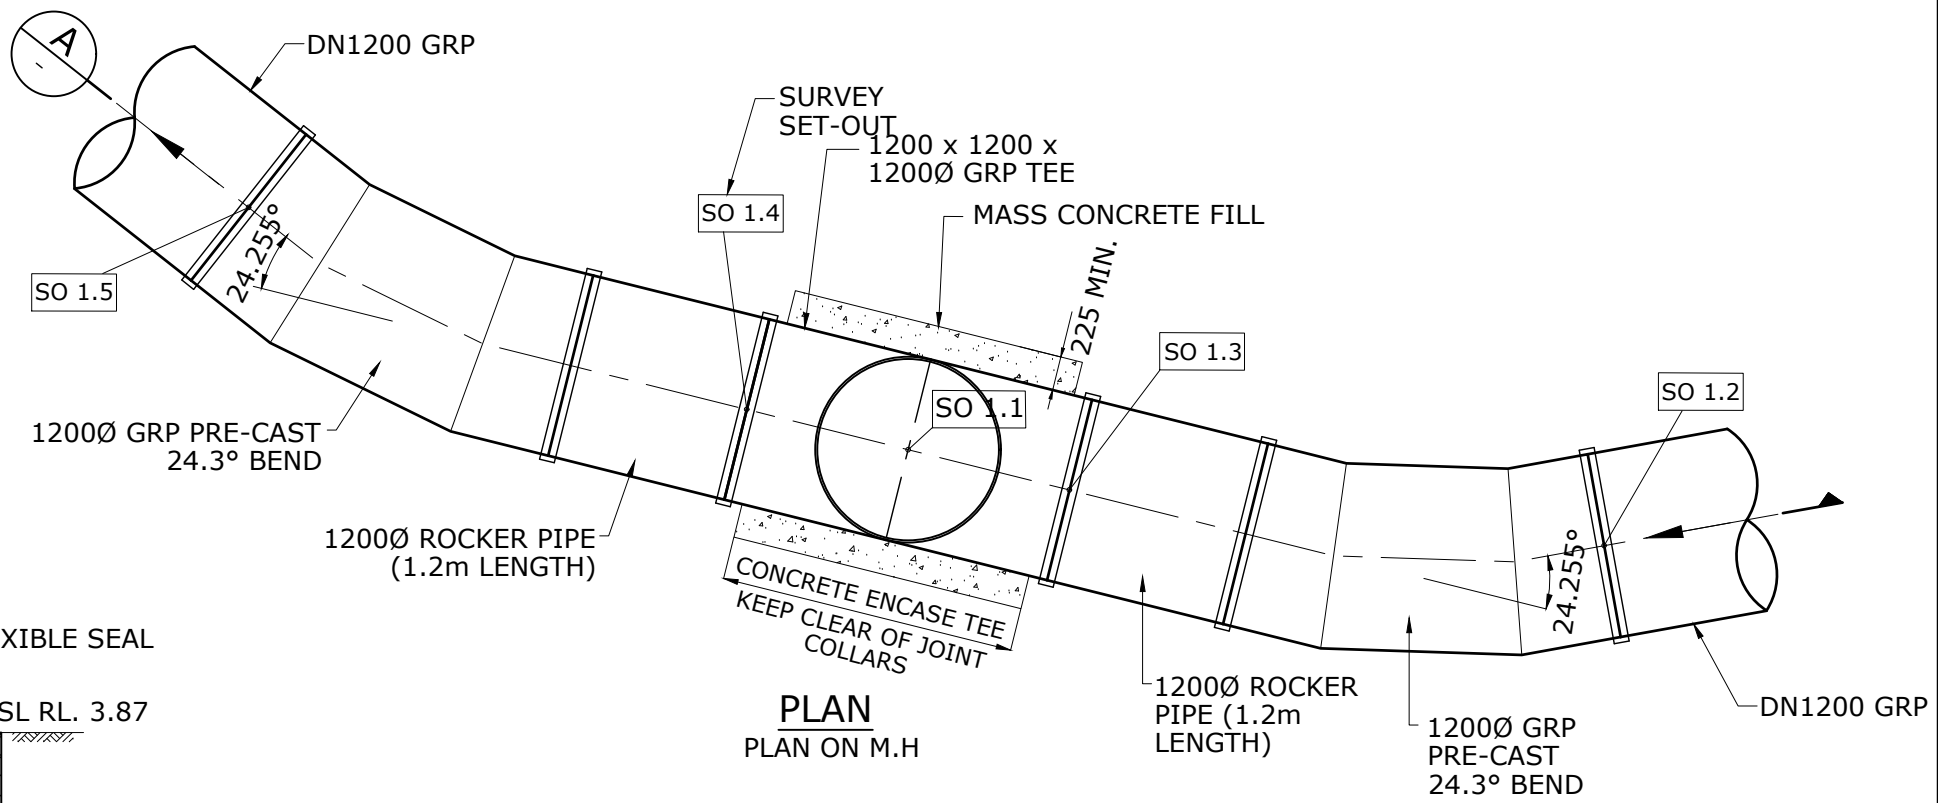 A
-
DN1200 GRP
SURVEY
SET-OUT
1200 x 1200 x
1200Ø GRP TEE
SO 1.4
MASS CONCRETE FILL
225 MIN.
24.255°
SO 1.5
SO 1.3
SO 1.1
SO 1.2
1200Ø GRP PRE-CAST
24.3° BEND
1200Ø ROCKER PIPE
(1.2m LENGTH)
CONCRETE ENCASE TEE
KEEP CLEAR OF JOINT
COLLARS
24.255°
XIBLE SEAL
SL RL. 3.87
PLAN
PLAN ON M.H
1200Ø ROCKER
PIPE (1.2m
LENGTH)
1200Ø GRP
PRE-CAST
24.3° BEND
DN1200 GRP